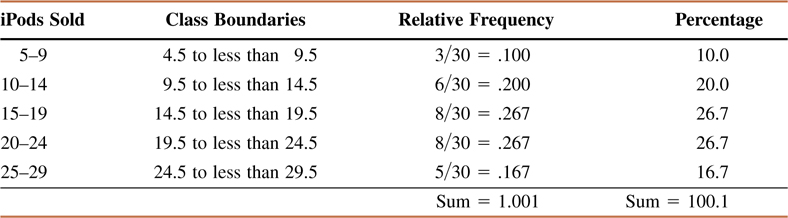 iPods Sold Class Boundaries Relative Frequency Percentage
5–9 4.5 to less than 9.5 3/30 = .100 10.0
10–14 9.5 to less than 14.5 6/30 = .200 20.0
15–19 14.5 to less than 19.5 8/30 = .267 26.7
20–24 19.5 to less than 24.5 8/30 = .267 26.7
25–29 24.5 to less than 29.5 5/30 = .167 16.7
Sum = 1.001 Sum = 100.1